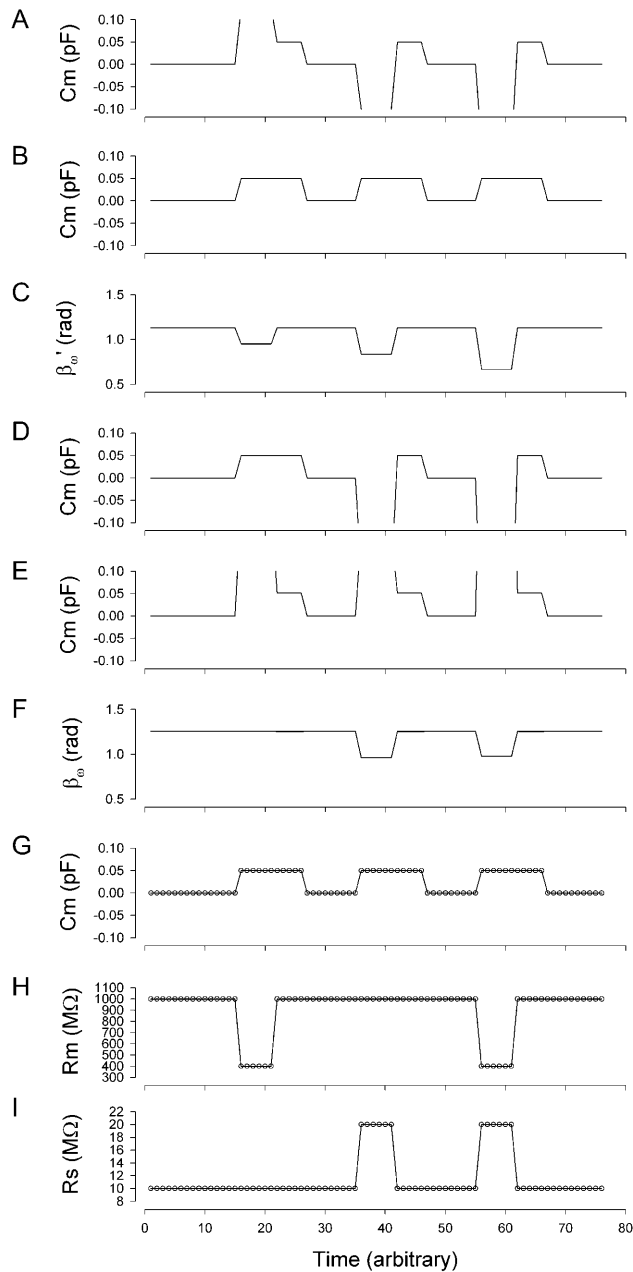 A
Cm (pF)
0.10
0.05
0.00
-0.05
-0.10
B
Cm (pF)
0.10
0.05
0.00
-0.05
-0.10
C
βω' (rad)
1.5
1.0
0.5
D
Cm (pF)
0.10
0.05
0.00
-0.05
-0.10
E
Cm (pF)
0.10
0.05
0.00
-0.05
-0.10
F
βω (rad)
1.5
1.0
0.5
G
Cm (pF)
0.10
0.05
0.00
-0.05
-0.10
H
Rm (MΩ)
1100
1000
900
800
700
600
500
400
300
I
Rs (MΩ)
22
20
18
16
14
12
10
8
0 10 20 30 40 50 60 70 80
Time (arbitrary)